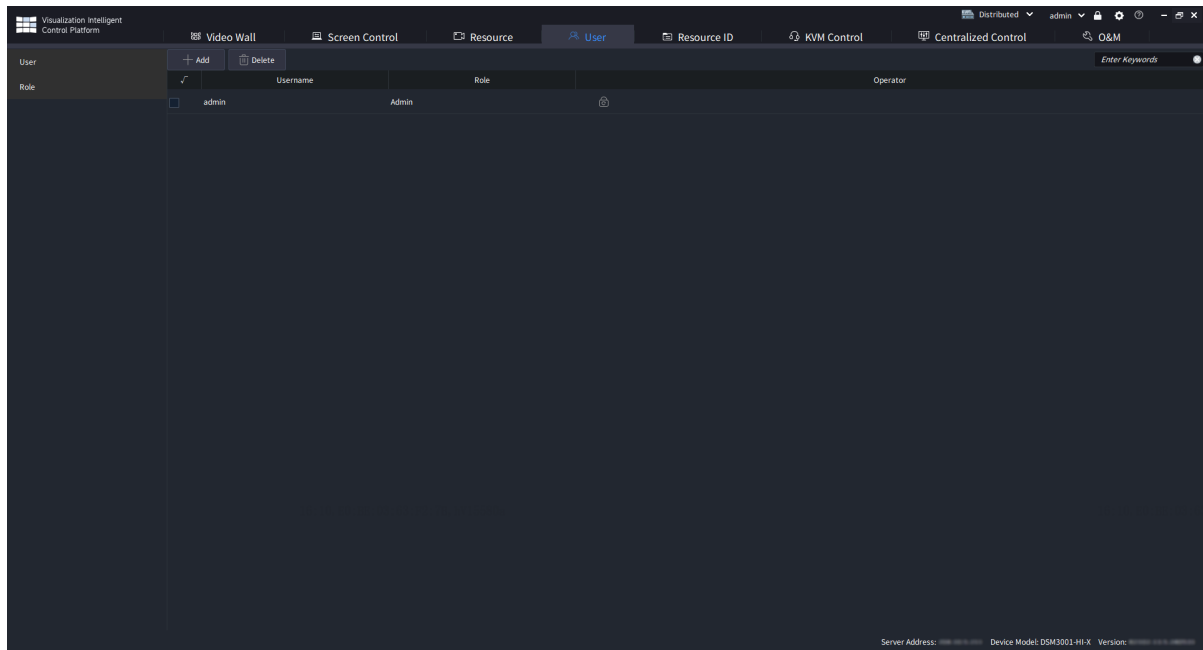 Visualization Intelligent
Control Platform
Distributed admin
Video Wall Screen Control Resource User Resource ID KVM Control Centralized Control O&M
User
Role
Add Delete Enter Keywords
√ Username Role Operator
admin Admin
Server Address: Device Model: DSM3001-HI-X Version: